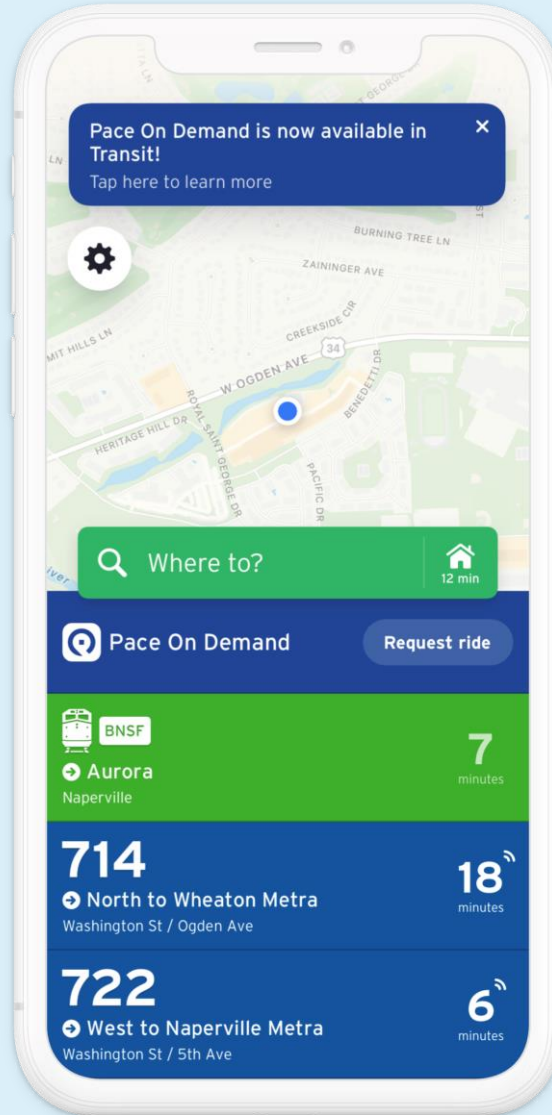 Pace On Demand is now available in
Transit!
Tap here to learn more
BURNING TREE LN
ZAININGER AVE
CREEKSIDE CIR
34
W OGDEN AVE
BENEDETTI DR
HERITAGE HILL DR
ROYAL SAINT GEORGE DR
PACIFIC DR
Where to?
12 min
Pace On Demand
Request ride
BNSF
Aurora
Naperville
7
minutes
714
North to Wheaton Metra
Washington St / Ogden Ave
18
minutes
722
West to Naperville Metra
Washington St / 5th Ave
6
minutes